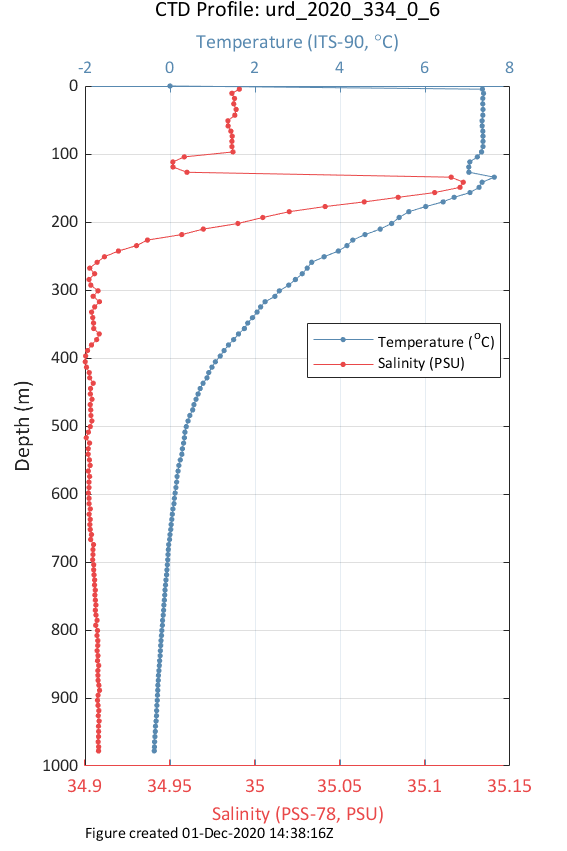 CTD Profile: urd_2020_334_0_6
Temperature (ITS-90, °C)
-2 0 2 4 6 8
0
100
200
300
400
500
600
700
800
900
1000
Depth (m)
Temperature (°C)
Salinity (PSU)
34.9 34.95 35 35.05 35.1 35.15
Salinity (PSS-78, PSU)
Figure created 01-Dec-2020 14:38:16Z